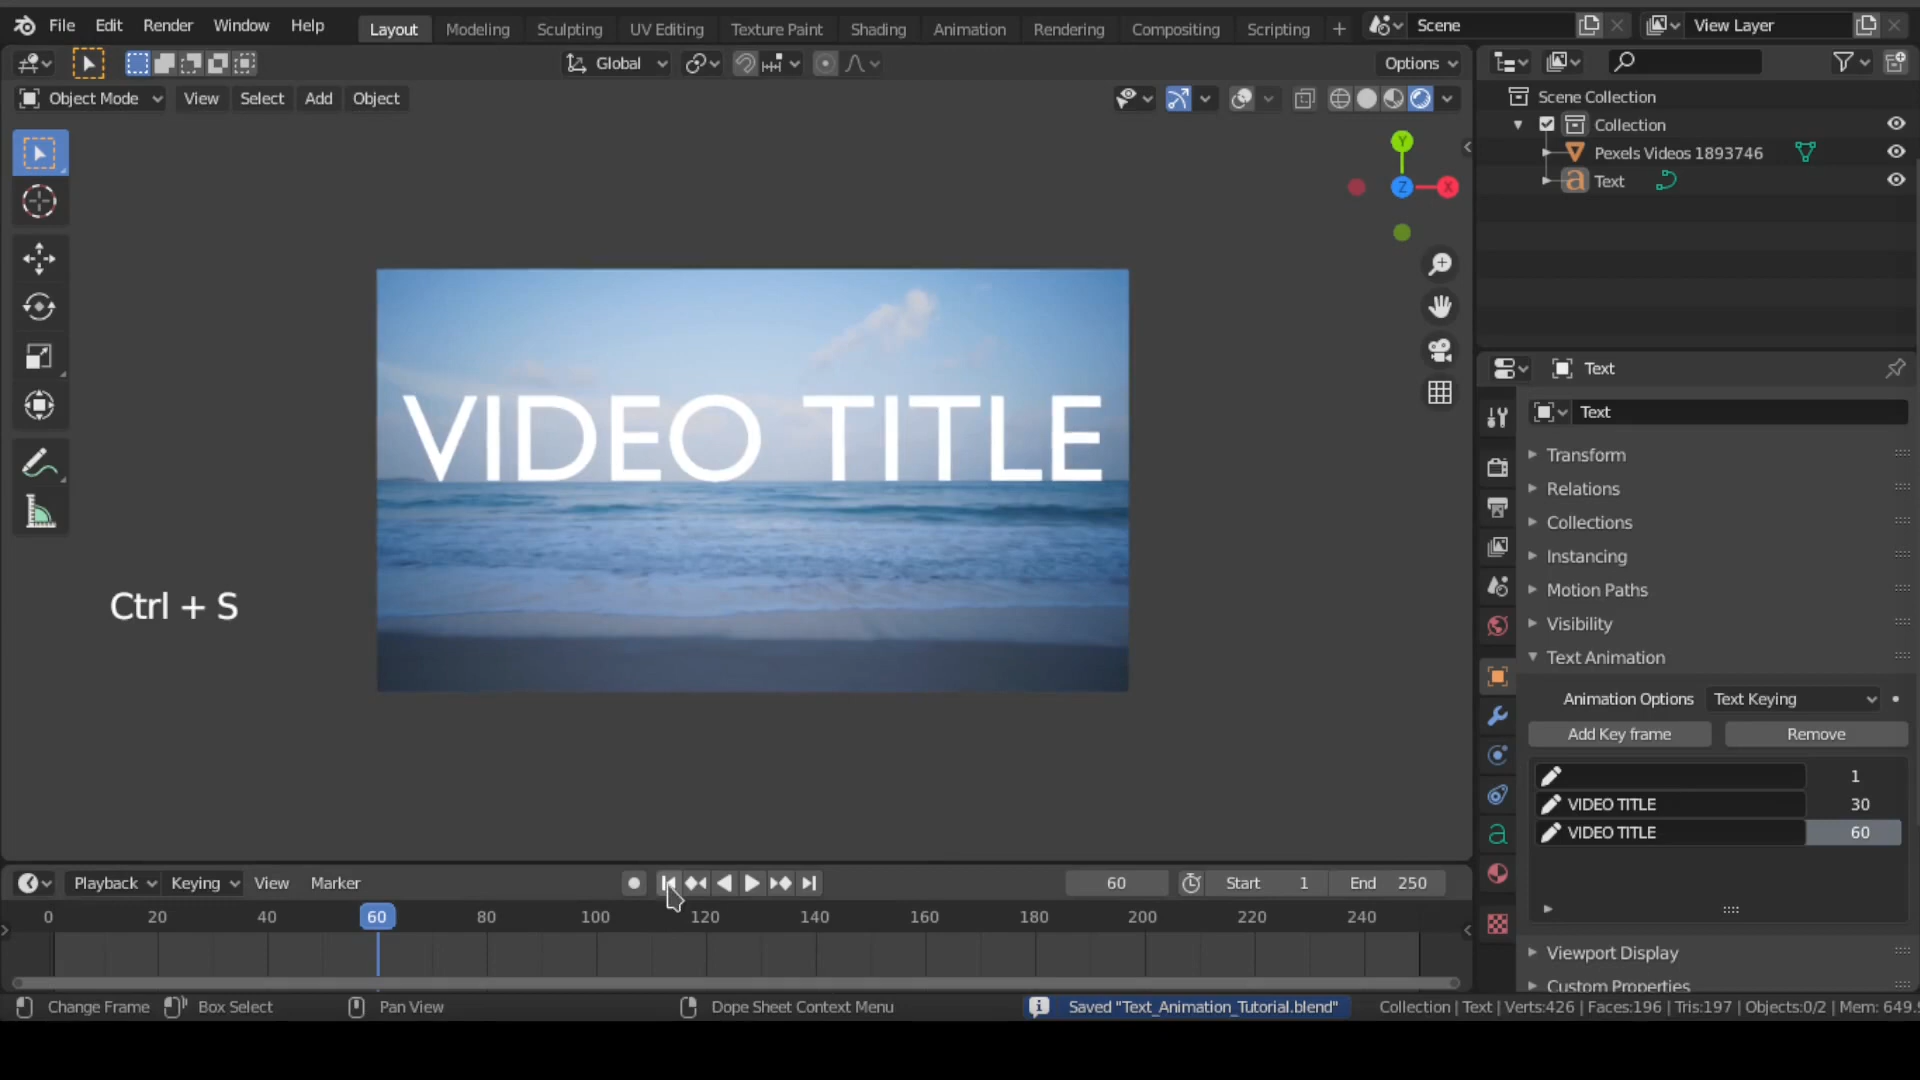 File Edit Render Window Help Layout Modeling Sculpting UV Editing Texture Paint Shading Animation Rendering Compositing Scripting + Scene View Layer
Global Options
Object Mode View Select Add Object
Scene Collection
Collection
Pexels Videos 1893746
Text
Y
Z
X
VIDEO TITLE
Ctrl + S
Text
Text
Transform
Relations
Collections
Instancing
Motion Paths
Visibility
Text Animation
Animation Options Text Keying
Add Key frame Remove
1
VIDEO TITLE 30
VIDEO TITLE 60
Viewport Display
Custom Properties
Playback Keying View Marker 60 Start 1 End 250
0 20 40 60 80 100 120 140 160 180 200 220 240
Change Frame Box Select Pan View Dope Sheet Context Menu Saved "Text_Animation_Tutorial.blend" Collection | Text | Verts:426 | Faces:196 | Tris:197 | Objects:0/2 | Mem: 649.